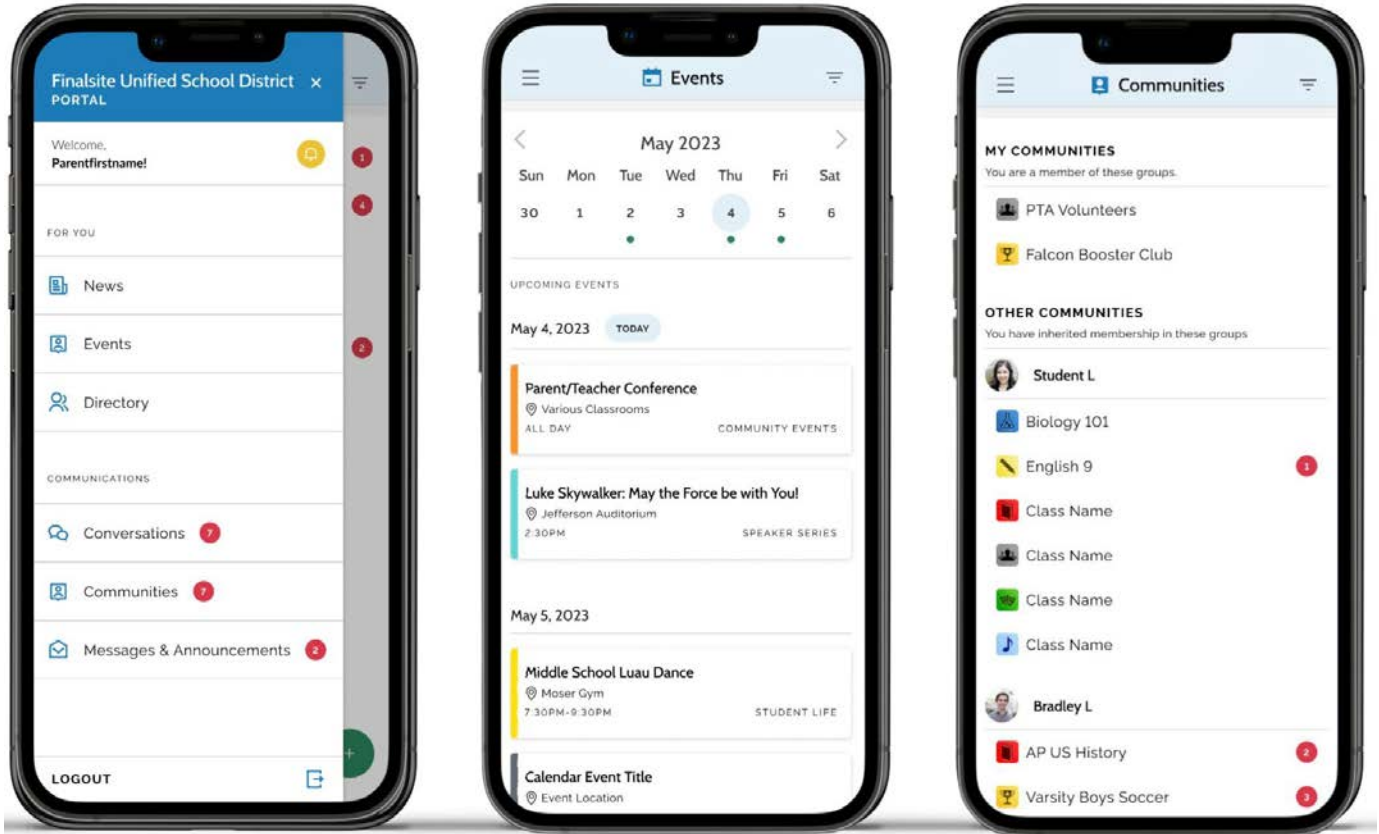 Finalsite Unified School District ×
PORTAL
Welcome,
Parentfirstname!
1
4
FOR YOU
News
Events
2
Directory
COMMUNICATIONS
Conversations 7
Communities 7
Messages & Announcements 2
+
LOGOUT
Events
May 2023
Sun Mon Tue Wed Thu Fri Sat
30 1 2 3 4 5 6
UPCOMING EVENTS
May 4, 2023 TODAY
Parent/Teacher Conference
Various Classrooms
ALL DAY COMMUNITY EVENTS
Luke Skywalker: May the Force be with You!
Jefferson Auditorium
2:30PM SPEAKER SERIES
May 5, 2023
Middle School Luau Dance
Moser Gym
7:30PM-9:30PM STUDENT LIFE
Calendar Event Title
Event Location
Communities
MY COMMUNITIES
You are a member of these groups.
PTA Volunteers
Falcon Booster Club
OTHER COMMUNITIES
You have inherited membership in these groups
Student L
Biology 101
English 9 1
Class Name
Class Name
Class Name
Class Name
Bradley L
AP US History 2
Varsity Boys Soccer 3